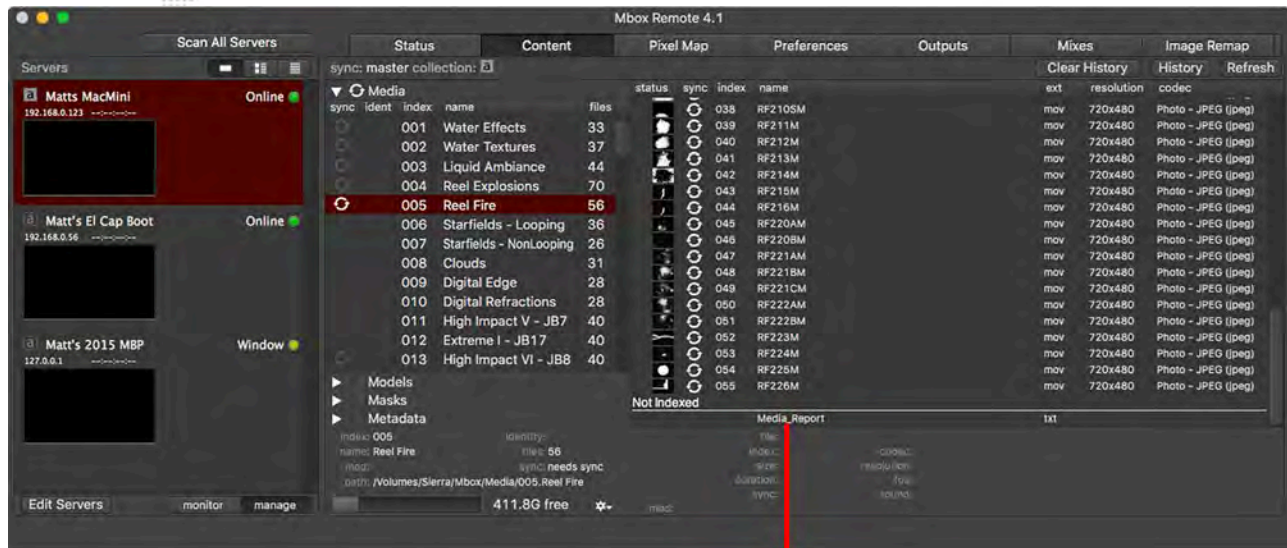 Mbox Remote 4.1
Scan All Servers
Status Content Pixel Map Preferences Outputs Mixes Image Remap
Servers
sync: master collection: a
Clear History History Refresh
a Matts MacMini Online
192.168.0.123 --:--:--:--
a Matt's El Cap Boot Online
192.168.0.56 --:--:--:--
a Matt's 2015 MBP Window
127.0.0.1 --:--:--:--
Edit Servers monitor manage
Media
sync ident index name files
001 Water Effects 33
002 Water Textures 37
003 Liquid Ambiance 44
004 Reel Explosions 70
005 Reel Fire 56
006 Starfields - Looping 36
007 Starfields - NonLooping 26
008 Clouds 31
009 Digital Edge 28
010 Digital Refractions 28
011 High Impact V - JB7 40
012 Extreme I - JB17 40
013 High Impact VI - JB8 40
Models
Masks
Metadata
index: 005 identity:
name: Reel Fire files: 56
mod: sync: needs sync
path: /Volumes/Sierra/Mbox/Media/005.Reel Fire
411.8G free
status sync index name ext resolution codec
038 RF210SM mov 720x480 Photo - JPEG (jpeg)
039 RF211M mov 720x480 Photo - JPEG (jpeg)
040 RF212M mov 720x480 Photo - JPEG (jpeg)
041 RF213M mov 720x480 Photo - JPEG (jpeg)
042 RF214M mov 720x480 Photo - JPEG (jpeg)
043 RF215M mov 720x480 Photo - JPEG (jpeg)
044 RF216M mov 720x480 Photo - JPEG (jpeg)
045 RF220AM mov 720x480 Photo - JPEG (jpeg)
046 RF220BM mov 720x480 Photo - JPEG (jpeg)
047 RF221AM mov 720x480 Photo - JPEG (jpeg)
048 RF221BM mov 720x480 Photo - JPEG (jpeg)
049 RF221CM mov 720x480 Photo - JPEG (jpeg)
050 RF222AM mov 720x480 Photo - JPEG (jpeg)
051 RF222BM mov 720x480 Photo - JPEG (jpeg)
052 RF223M mov 720x480 Photo - JPEG (jpeg)
053 RF224M mov 720x480 Photo - JPEG (jpeg)
054 RF225M mov 720x480 Photo - JPEG (jpeg)
055 RF226M mov 720x480 Photo - JPEG (jpeg)
Not Indexed
Media_Report txt
file:
index: codec:
size: resolution:
duration: fps:
sync: sound:
mod: